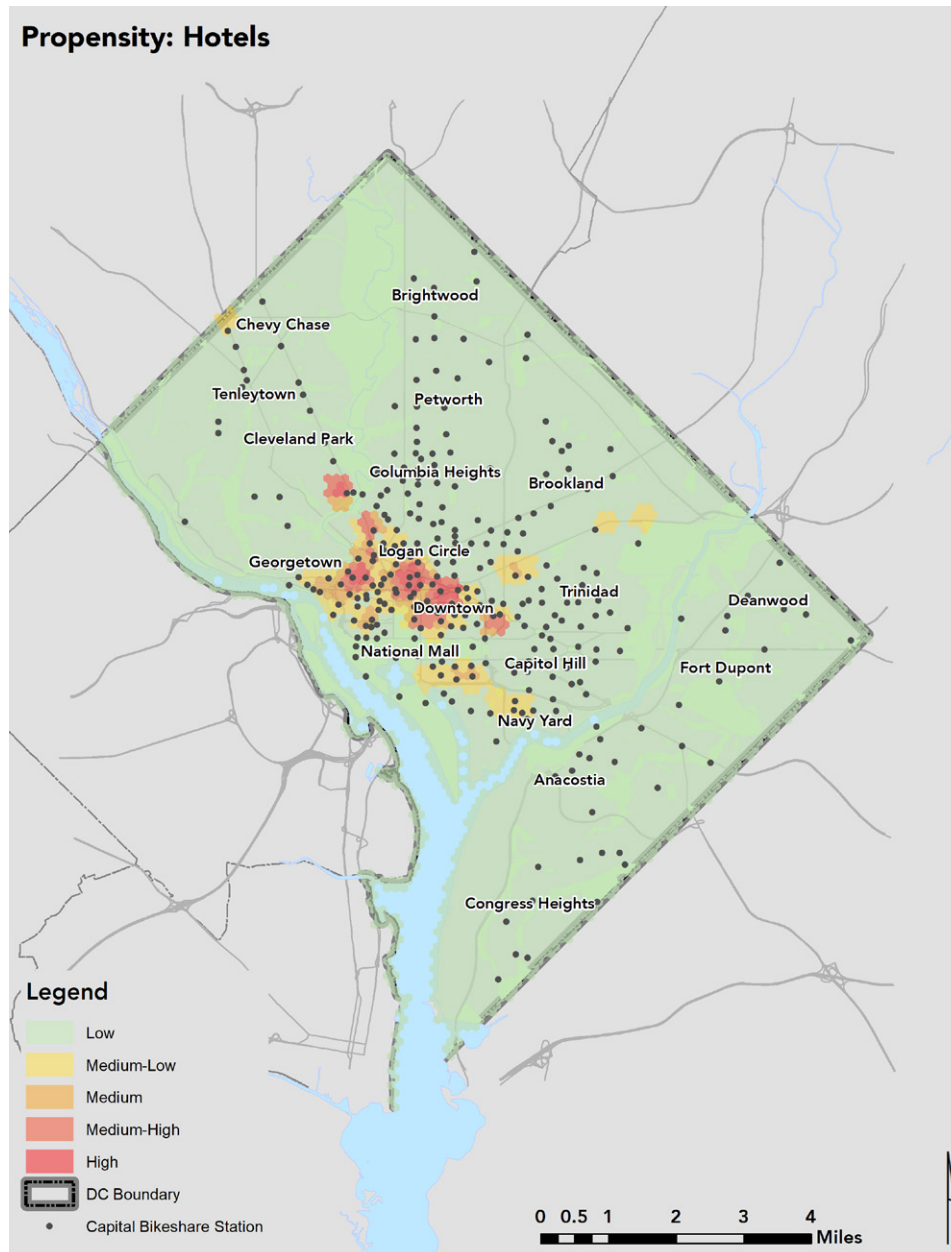 Propensity: Hotels
Brightwood
Chevy Chase
Tenleytown
Petworth
Cleveland Park
Columbia Heights
Brookland
Logan Circle
Georgetown
Trinidad
Deanwood
Downtown
National Mall
Capitol Hill
Fort Dupont
Navy Yard
Anacostia
Congress Heights
Legend
Low
Medium-Low
Medium
Medium-High
High
DC Boundary
Capital Bikeshare Station
0 0.5 1 2 3 4
Miles